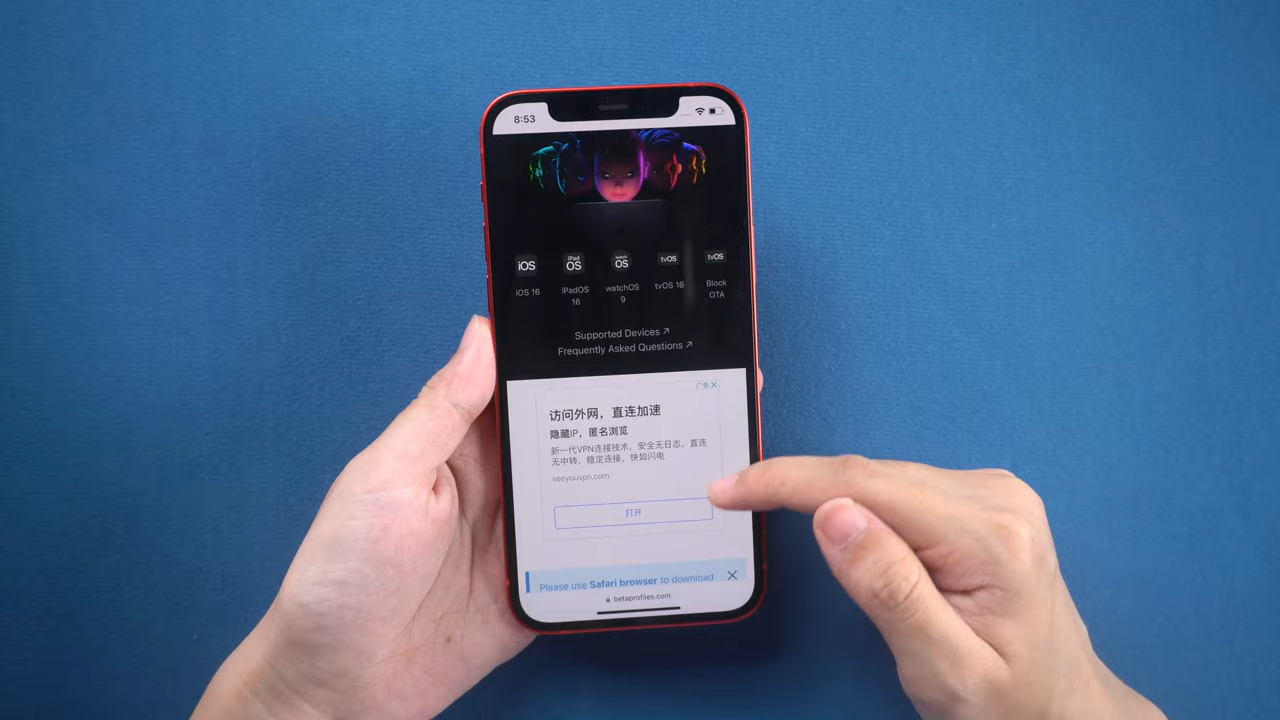 8:53
iOS
iPad
OS
watch
OS
tvOS
tvOS
iOS 16
iPadOS
16
watchOS
9
tvOS 16
Block
OTA
Supported Devices ↗
Frequently Asked Questions ↗
广告
访问外网，直连加速
隐藏IP，匿名浏览
新一代VPN连接技术，安全无日志，直连
无中转，稳定连接，快如闪电
seeyouvpn.com
打开
Please use Safari browser to download
betaprofiles.com